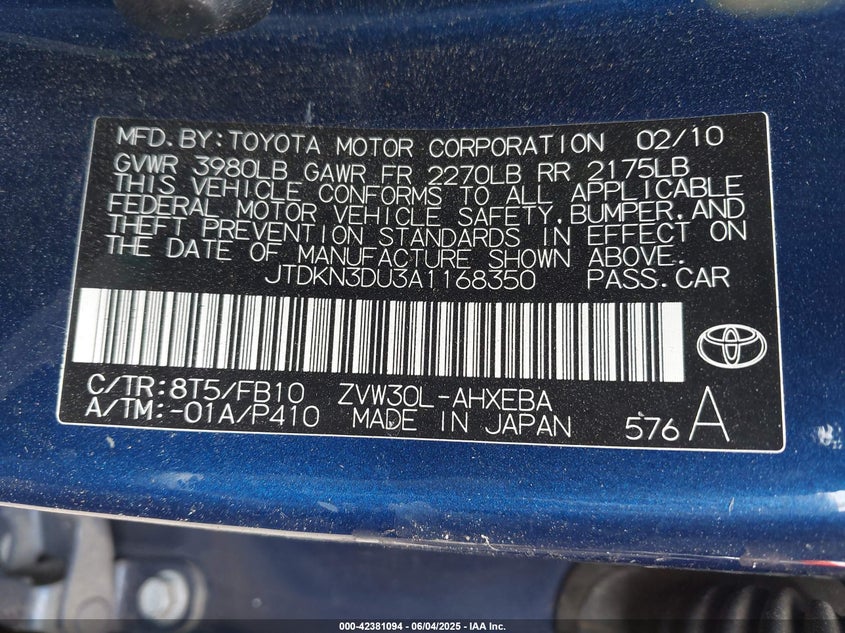 MFD.BY:TOYOTA MOTOR CORPORATION 02/10
GVWR 3980LB GAWR FR 2270LB RR 2175LB
THIS VEHICLE CONFORMS TO ALL APPLICABLE
FEDERAL MOTOR VEHICLE SAFETY,BUMPER,AND
THEFT PREVENTION STANDARDS IN EFFECT ON
THE DATE OF MANUFACTURE SHOWN ABOVE.
JTDKN3DU3A1168350 PASS.CAR
C/TR:8T5/FB10 ZVW30L-AHXEBA
A/TM:-01A/P410 MADE IN JAPAN 576 A
000-42381094 | 06/04/2025 - IAA Inc.